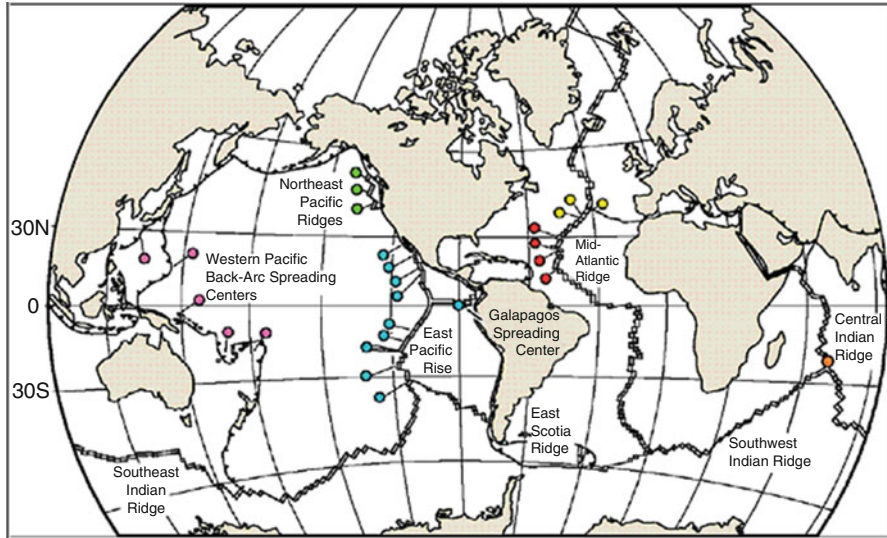 Northeast
Pacific
Ridges
30N
Western Pacific
Back-Arc Spreading
Centers
Mid-
Atlantic
Ridge
0
East
Pacific
Rise
Galapagos
Spreading
Center
Central
Indian
Ridge
30S
East
Scotia
Ridge
Southwest
Indian Ridge
Southeast
Indian
Ridge